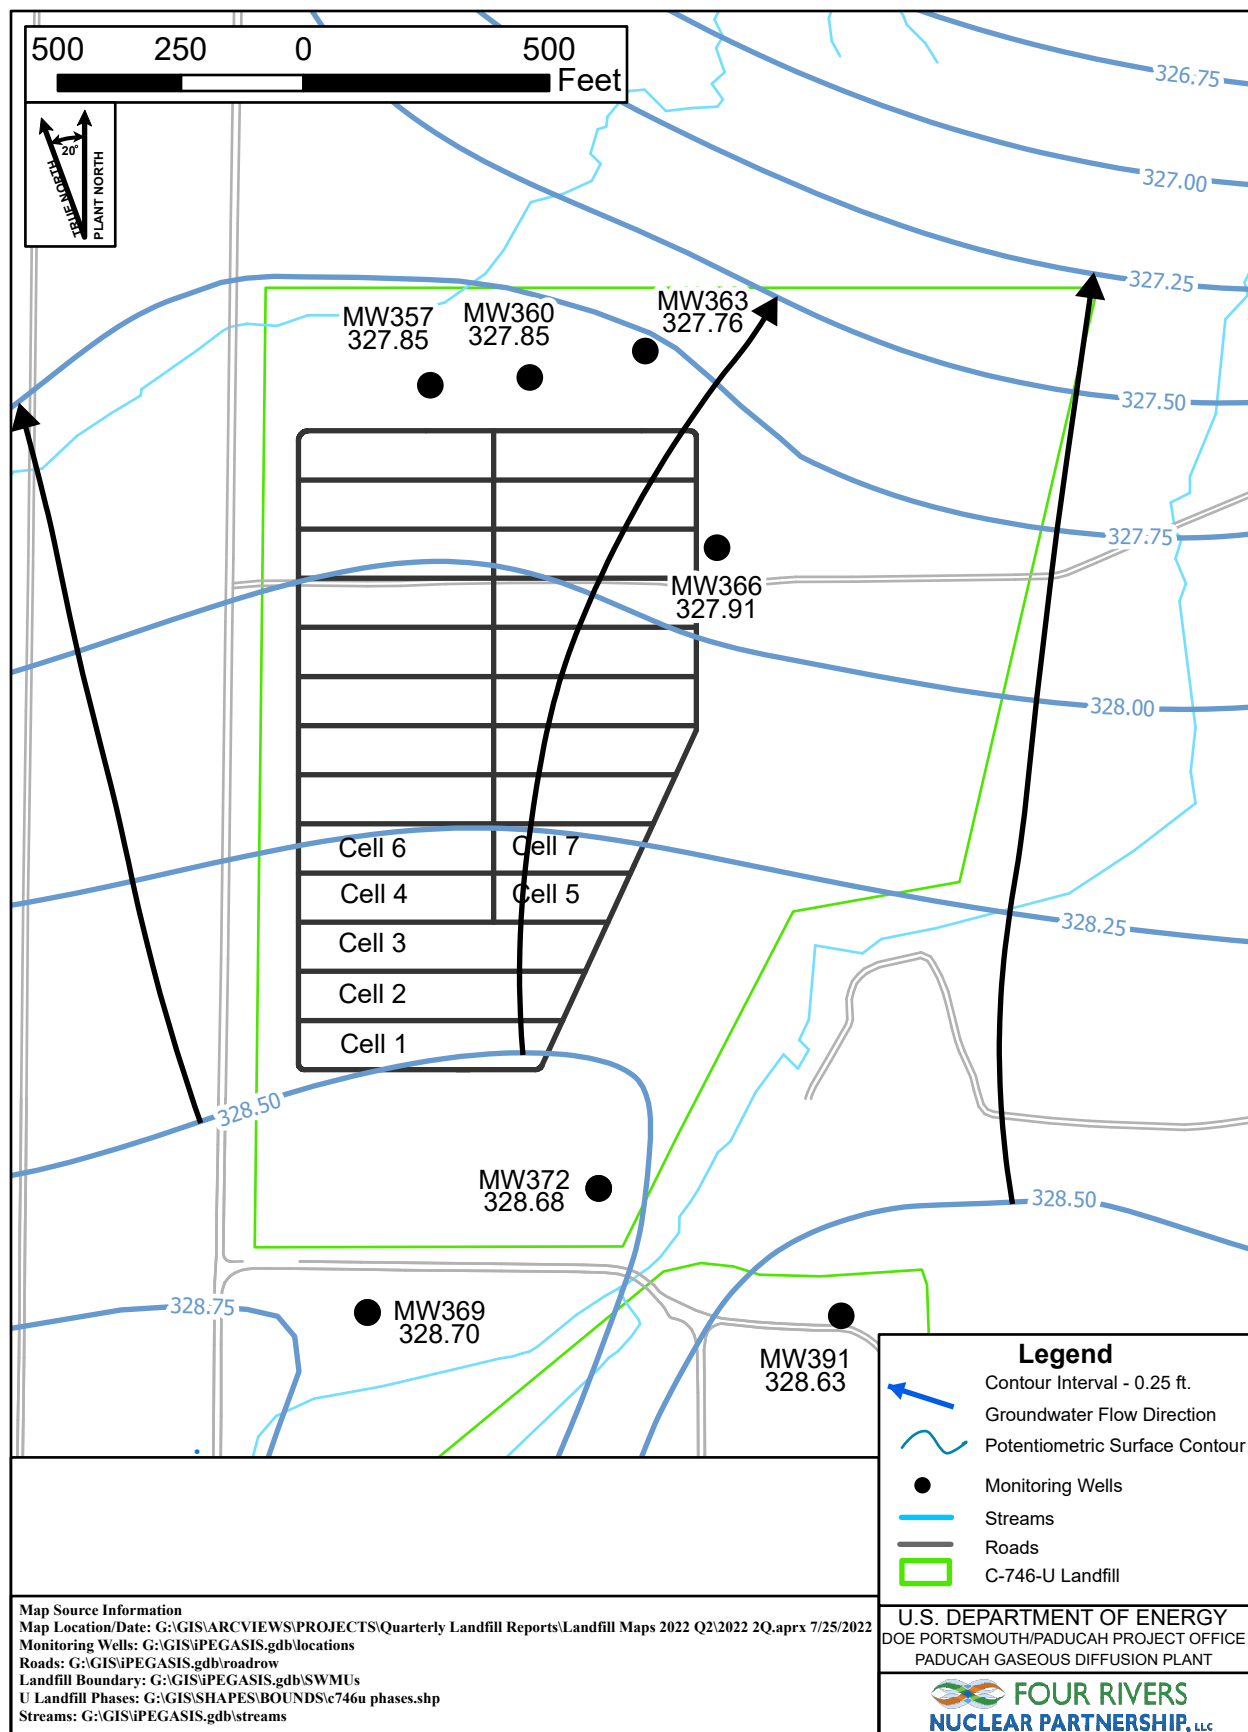 500 250 0 500
Feet
20°
TRUE NORTH
PLANT NORTH
326.75
327.00
327.25
327.50
327.75
328.00
328.25
328.50
328.50
328.75
MW357
327.85
MW360
327.85
MW363
327.76
MW366
327.91
Cell 6
Cell 7
Cell 4
Cell 5
Cell 3
Cell 2
Cell 1
MW372
328.68
MW369
328.70
MW391
328.63
Legend
Contour Interval - 0.25 ft.
Groundwater Flow Direction
Potentiometric Surface Contour
Monitoring Wells
Streams
Roads
C-746-U Landfill
Map Source Information
Map Location/Date: G:\GIS\ARCVIEWS\PROJECTS\Quarterly Landfill Reports\Landfill Maps 2022 Q2\2022 2Q.aprx 7/25/2022
Monitoring Wells: G:\GIS\iPEGASIS.gdb\locations
Roads: G:\GIS\iPEGASIS.gdb\roadrow
Landfill Boundary: G:\GIS\iPEGASIS.gdb\SWMUs
U Landfill Phases: G:\GIS\SHAPES\BOUNDS\c746u phases.shp
Streams: G:\GIS\iPEGASIS.gdb\streams
U.S. DEPARTMENT OF ENERGY
DOE PORTSMOUTH/PADUCAH PROJECT OFFICE
PADUCAH GASEOUS DIFFUSION PLANT
FOUR RIVERS
NUCLEAR PARTNERSHIP, LLC